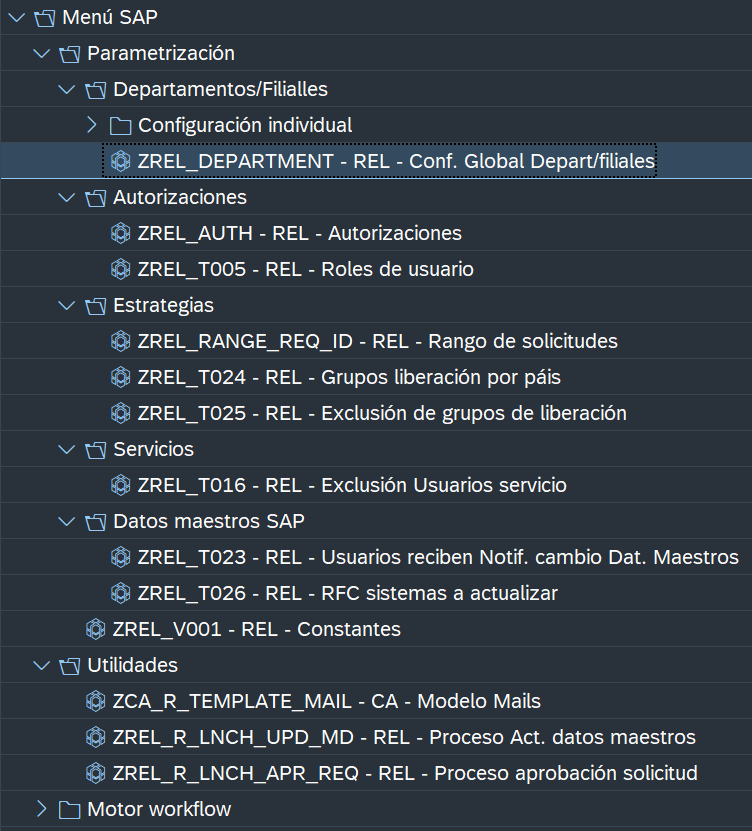 Menú SAP
Parametrización
Departamentos/Filialles
Configuración individual
ZREL_DEPARTMENT - REL - Conf. Global Depart/filiales
Autorizaciones
ZREL_AUTH - REL - Autorizaciones
ZREL_T005 - REL - Roles de usuario
Estrategias
ZREL_RANGE_REQ_ID - REL - Rango de solicitudes
ZREL_T024 - REL - Grupos liberación por páis
ZREL_T025 - REL - Exclusión de grupos de liberación
Servicios
ZREL_T016 - REL - Exclusión Usuarios servicio
Datos maestros SAP
ZREL_T023 - REL - Usuarios reciben Notif. cambio Dat. Maestros
ZREL_T026 - REL - RFC sistemas a actualizar
ZREL_V001 - REL - Constantes
Utilidades
ZCA_R_TEMPLATE_MAIL - CA - Modelo Mails
ZREL_R_LNCH_UPD_MD - REL - Proceso Act. datos maestros
ZREL_R_LNCH_APR_REQ - REL - Proceso aprobación solicitud
Motor workflow